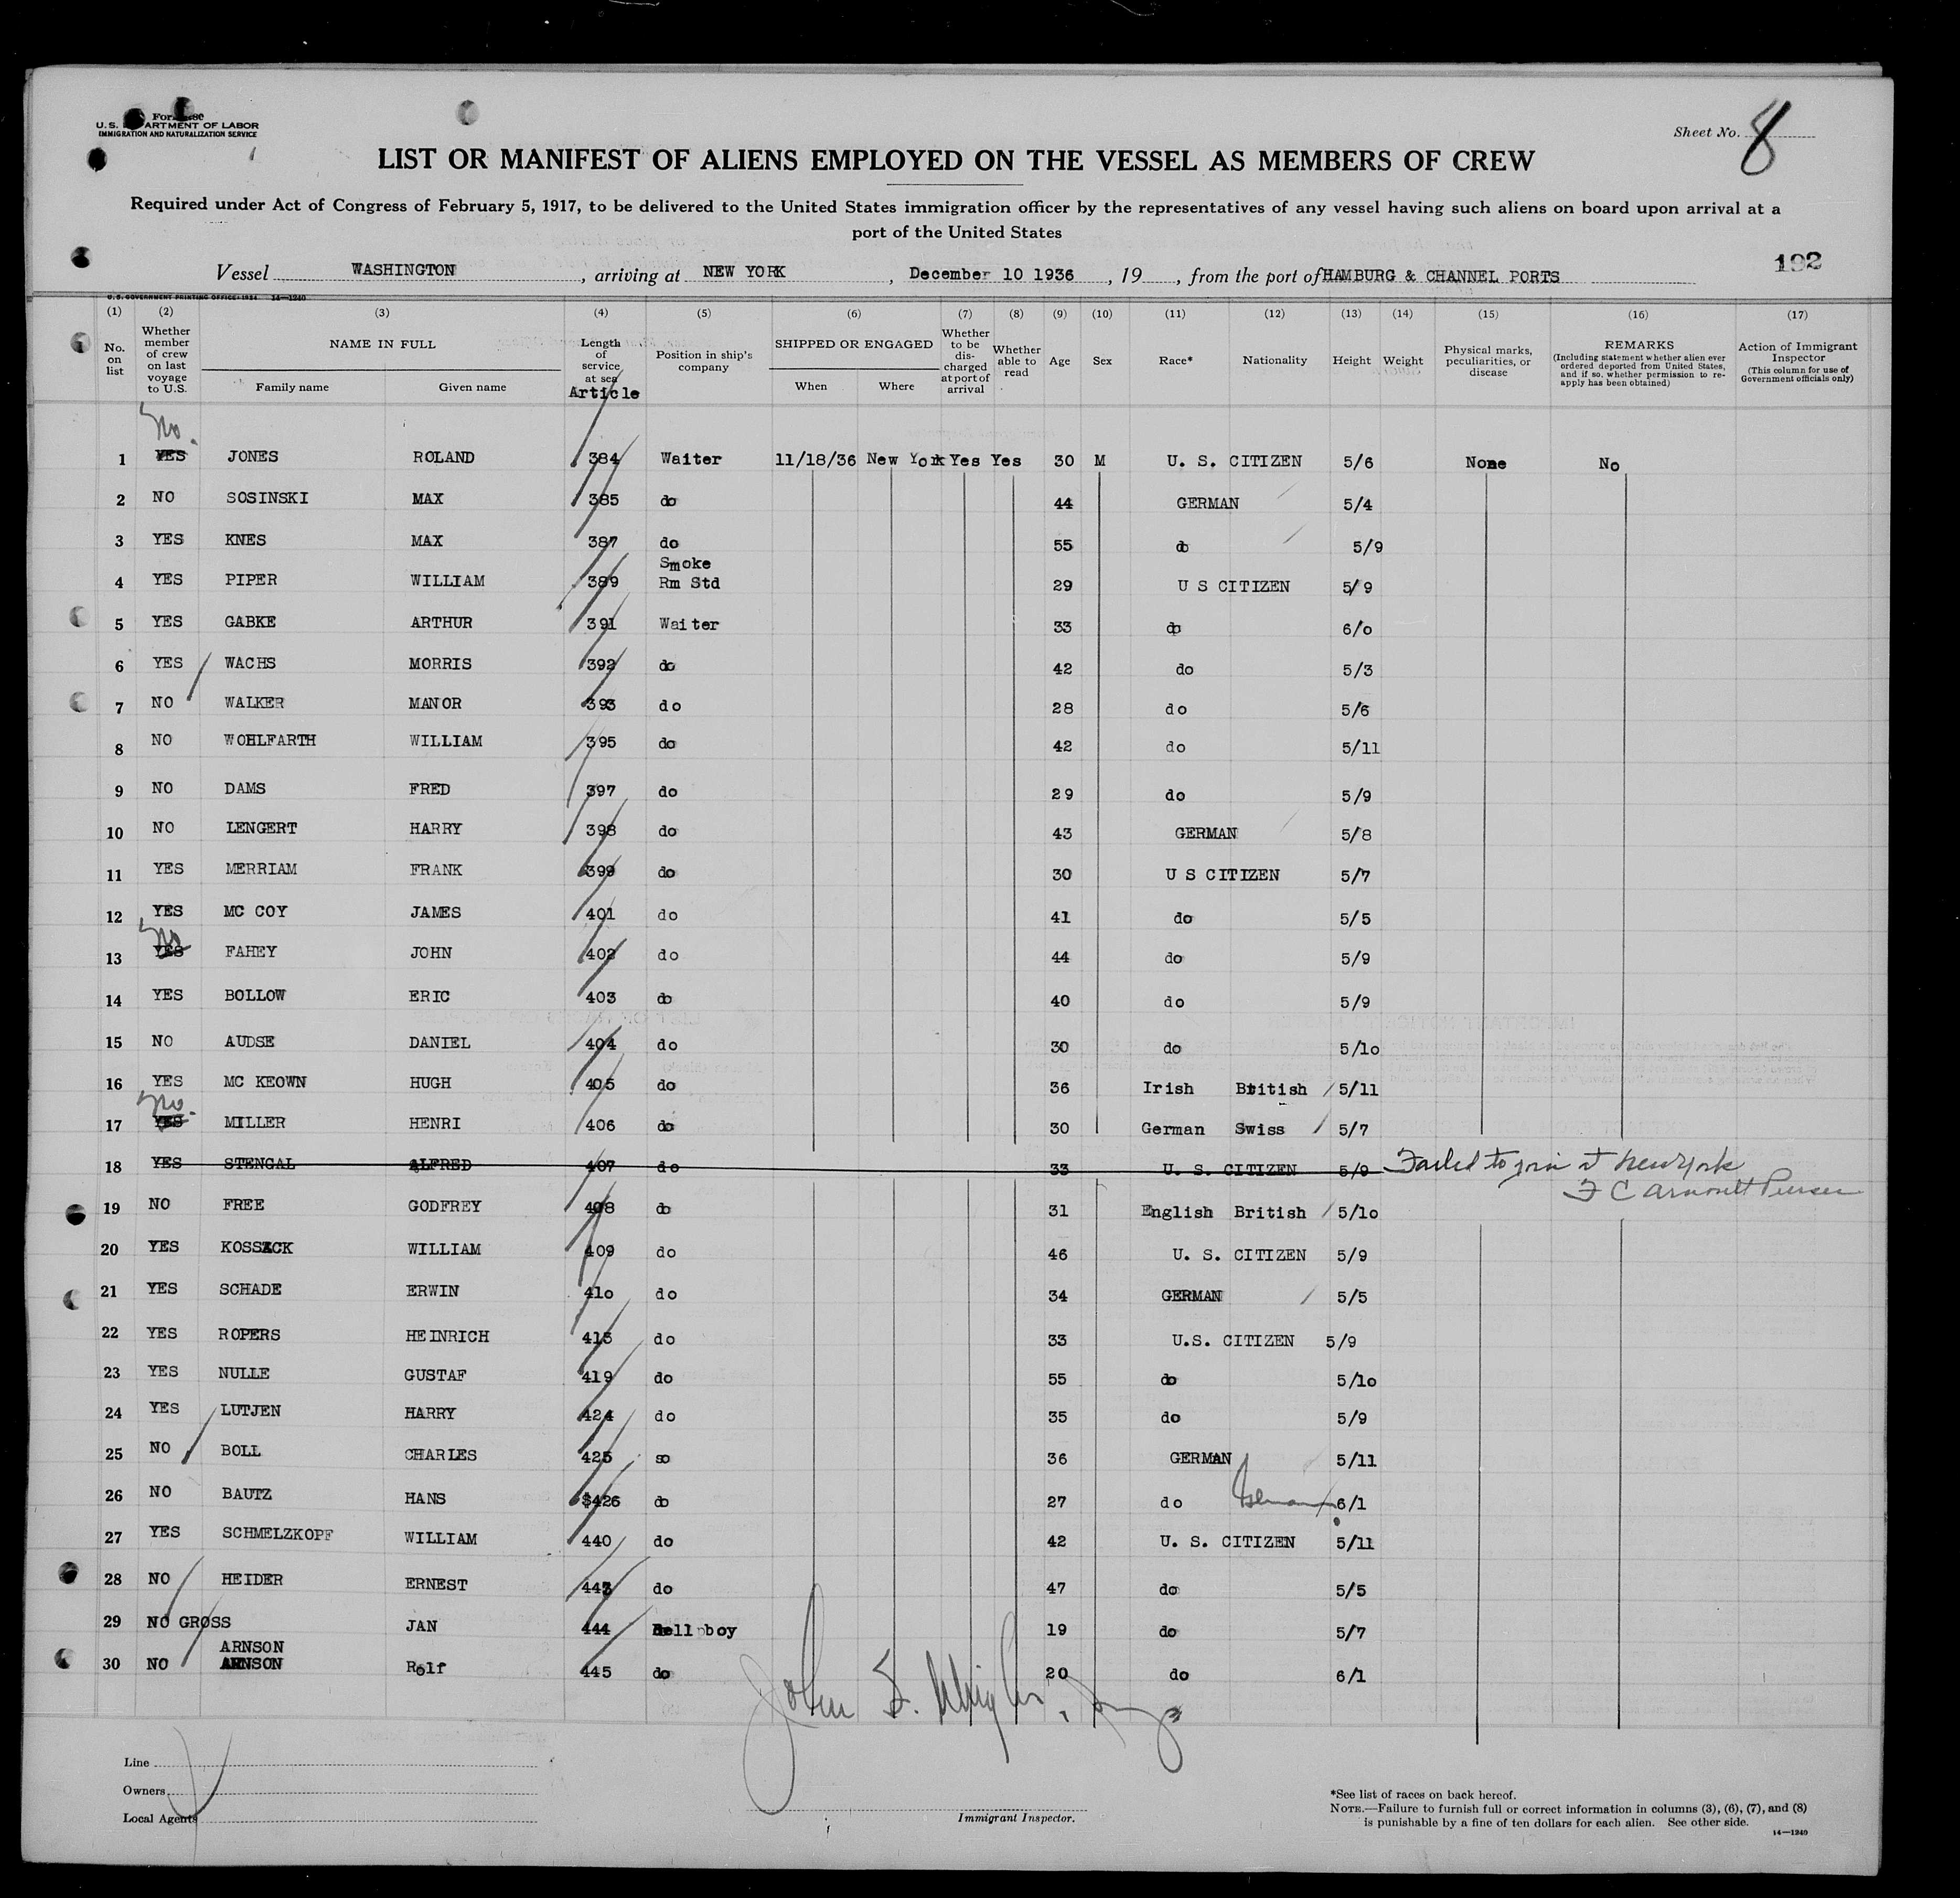 U.S. DEPARTMENT OF LABOR
IMMIGRATION AND NATURALIZATION SERVICE
Sheet No. 8
LIST OR MANIFEST OF ALIENS EMPLOYED ON THE VESSEL AS MEMBERS OF CREW
Required under Act of Congress of February 5, 1917, to be delivered to the United States immigration officer by the representatives of any vessel having such aliens on board upon arrival at a
port of the United States
192
Vessel WASHINGTON, arriving at NEW YORK, December 10 1936, 19, from the port of HAMBURG & CHANNEL PORTS
U. S. GOVERNMENT PRINTING OFFICE: 1934 14—1240
(1) (2) (3) (4) (5) (6) (7) (8) (9) (10) (11) (12) (13) (14) (15) (16) (17)
No. on list
Whether member of crew on last voyage to U.S.
NAME IN FULL
Family name Given name
Length of service at sea
Article
Position in ship's company
SHIPPED OR ENGAGED
When Where
Whether to be discharged at port of arrival
Whether able to read
Age Sex Race* Nationality Height Weight
Physical marks, peculiarities, or disease
REMARKS
(Including statement whether alien ever ordered deported from United States, and if so, whether permission to re-apply has been obtained)
Action of Immigrant Inspector
(This column for use of Government officials only)
No.
1 YES JONES ROLAND 384 Waiter 11/18/36 New York Yes Yes 30 M U. S. CITIZEN 5/6 None No
2 NO SOSINSKI MAX 385 do 44 GERMAN 5/4
3 YES KNES MAX 387 do 55 do 5/9
4 YES PIPER WILLIAM 389 Smoke Rm Std 29 U S CITIZEN 5/9
5 YES GABKE ARTHUR 391 Waiter 33 do 6/0
6 YES WACHS MORRIS 392 do 42 do 5/3
7 NO WALKER MANOR 393 do 28 do 5/6
8 NO WOHLFARTH WILLIAM 395 do 42 do 5/11
9 NO DAMS FRED 397 do 29 do 5/9
10 NO LENGERT HARRY 398 do 43 GERMAN 5/8
11 YES MERRIAM FRANK 399 do 30 U S CITIZEN 5/7
12 YES MC COY JAMES 401 do 41 do 5/5
No
13 YES FAHEY JOHN 402 do 44 do 5/9
14 YES BOLLOW ERIC 403 do 40 do 5/9
15 NO AUDSE DANIEL 404 do 30 do 5/10
16 YES MC KEOWN HUGH 405 do 36 Irish British 5/11
No.
17 YES MILLER HENRI 406 do 30 German Swiss 5/7
18 YES STENGAL ALFRED 407 do 33 U. S. CITIZEN 5/9 Failed to join at New York
F C Purser
19 NO FREE GODFREY 408 do 31 English British 5/10
20 YES KOSSACK WILLIAM 409 do 46 U. S. CITIZEN 5/9
21 YES SCHADE ERWIN 410 do 34 GERMAN 5/5
22 YES ROPERS HEINRICH 415 do 33 U.S. CITIZEN 5/9
23 YES NULLE GUSTAF 419 do 55 do 5/10
24 YES LUTJEN HARRY 424 do 35 do 5/9
25 NO BOLL CHARLES 425 so 36 GERMAN 5/11
26 NO BAUTZ HANS $426 do 27 do German 6/1
27 YES SCHMELZKOPF WILLIAM 440 do 42 U. S. CITIZEN 5/11
28 NO HEIDER ERNEST 443 do 47 do 5/5
29 NO GROSS JAN 444 Bellboy 19 do 5/7
ARNSON
30 NO ARNSON Rolf 445 do 20 do 6/1
John S.
Line
Owners
Local Agents
Immigrant Inspector.
*See list of races on back hereof.
NOTE.—Failure to furnish full or correct information in columns (3), (6), (7), and (8)
is punishable by a fine of ten dollars for each alien. See other side.
14—1240